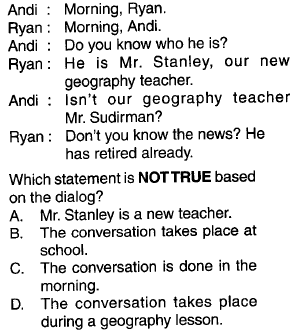 Andi : Morning, Ryan.
Ryan : Morning, Andi.
Andi : Do you know who he is?
Ryan : He is Mr. Stanley, our new
geography teacher.
Andi : Isn't our geography teacher
Mr. Sudirman?
Ryan : Don't you know the news? He
has retired already.
Which statement is NOT TRUE based
on the dialog?
A. Mr. Stanley is a new teacher.
B. The conversation takes place at
school.
C. The conversation is done in the
morning.
D. The conversation takes place
during a geography lesson.